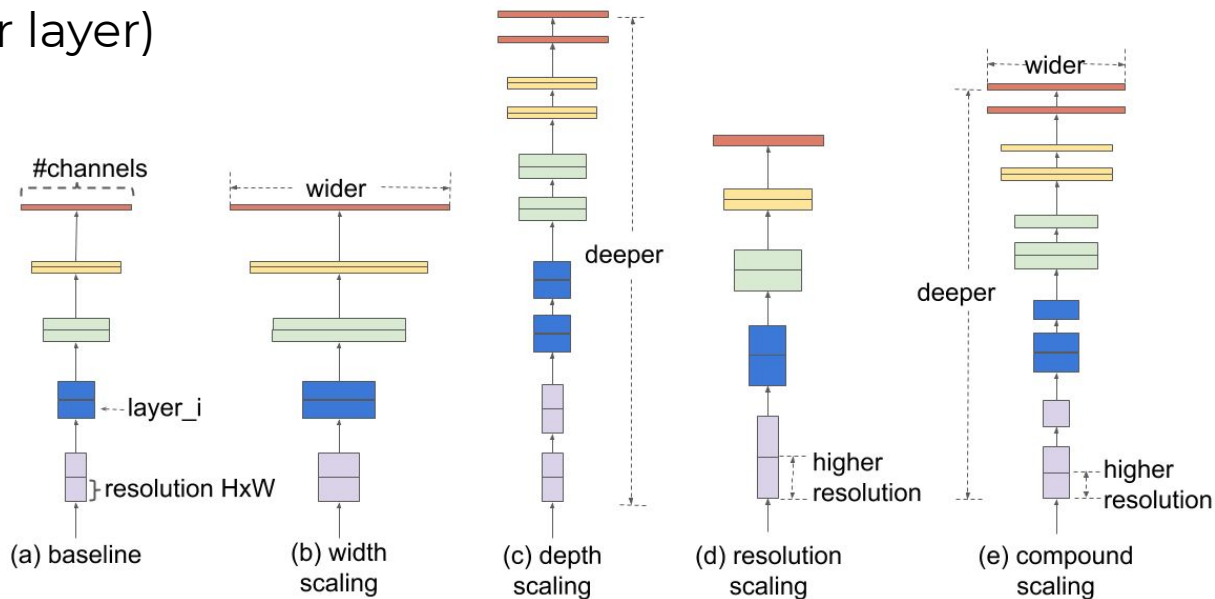 r layer)
#channels
layer_i
resolution HxW
(a) baseline
wider
(b) width
scaling
deeper
(c) depth
scaling
higher
resolution
(d) resolution
scaling
wider
deeper
higher
resolution
(e) compound
scaling